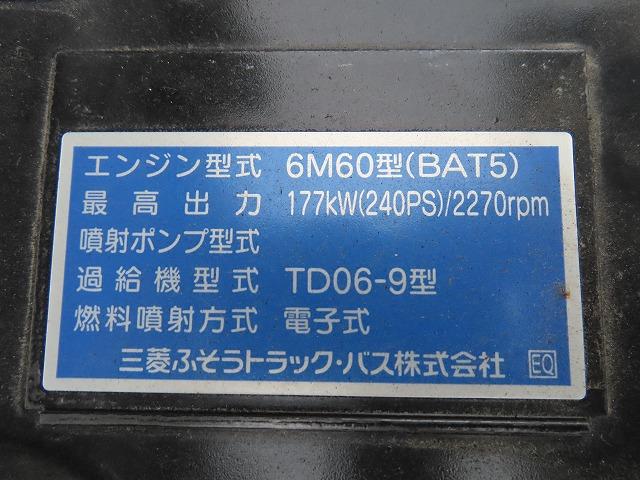 エンジン型式 6M60型(BAT5)
最高出力 177kW(240PS)/2270rpm
噴射ポンプ型式
過給機型式 TD06-9型
燃料噴射方式 電子式
三菱ふそうトラック・バス株式会社 EQ